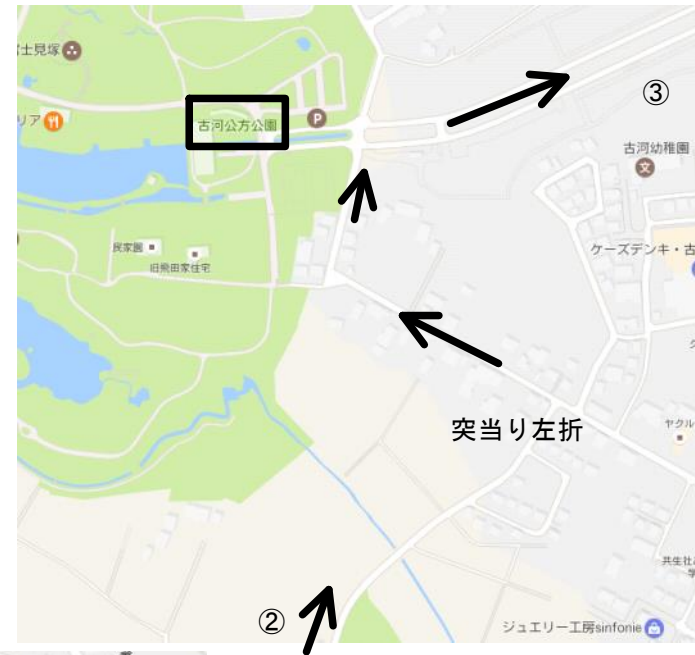 士見塚
リア
古河公方公園
P
③
古河幼稚園
文
ケーズデンキ・古
民家園
旧飛田家住宅
突当り左折
ヤクル
共生社
②
ジュエリー工房sinfonie